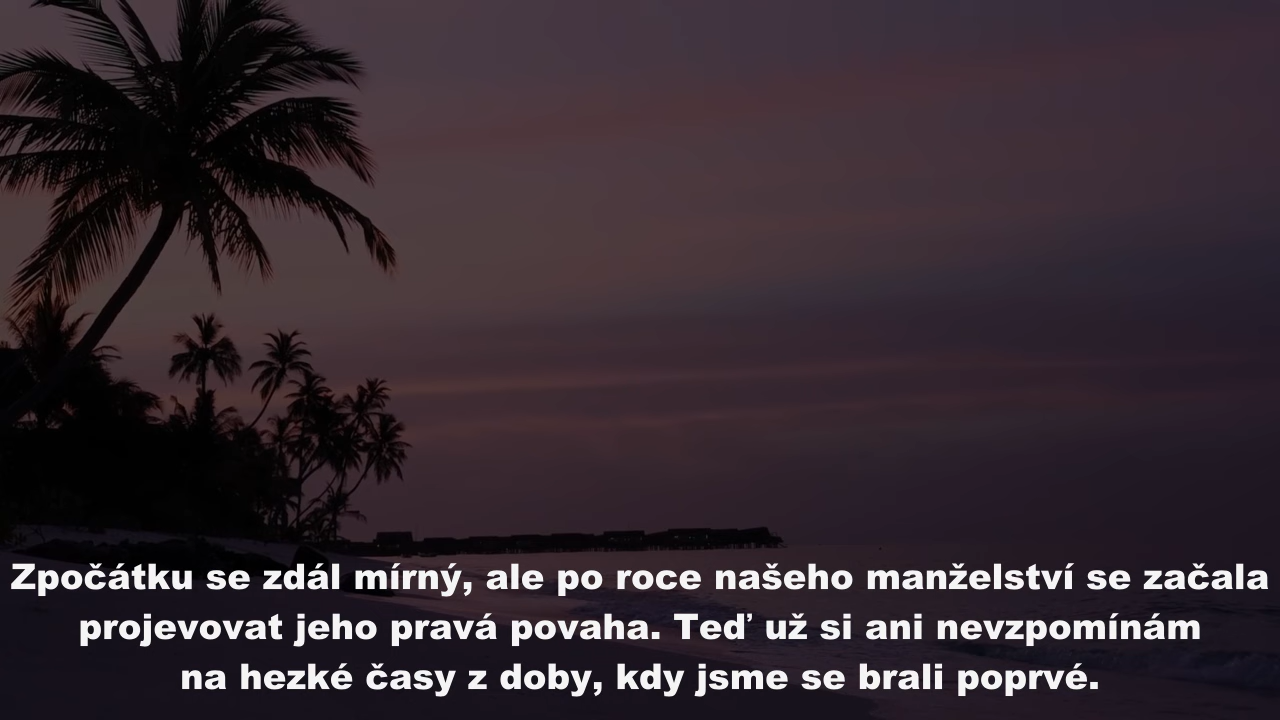 Zpočátku se zdál mírný, ale po roce našeho manželství se začala
projevovat jeho pravá povaha. Teď už si ani nevzpomínám
na hezké časy z doby, kdy jsme se brali poprvé.